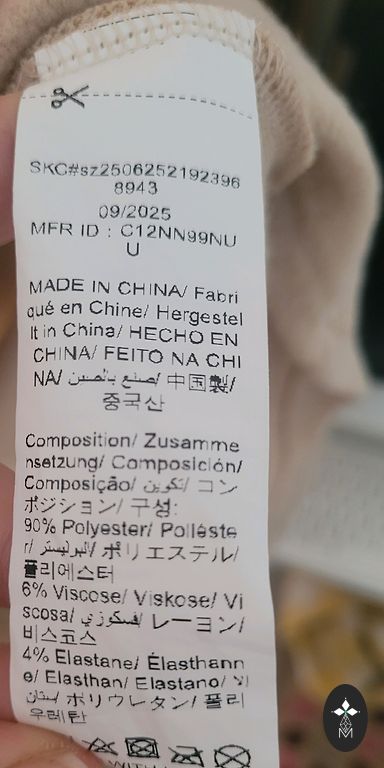 SKC#sz2506252192396
8943
09/2025
MFR ID : C12NN99NU
U
MADE IN CHINA/ Fabri
qué en Chine/ Hergestel
lt in China/ HECHO EN
CHINA/ FEITO NA CHI
NA/ صنع بالصين/ 中国製/
중국산
Composition/ Zusamme
nsetzung/ Composición/
Composição/ تكوين/ コン
ポジション/ 구성:
90% Polyester/ Poliéste
r/ البوليستر/ ポリエステル/
폴리에스터
6% Viscose/ Viskose/ Vi
scosa/ فسكوزي/ レーヨン/
비스코스
4% Elastane/ Élasthann
e/ Elasthan/ Elastano/
ポリウレタン/ 폴리
우레탄